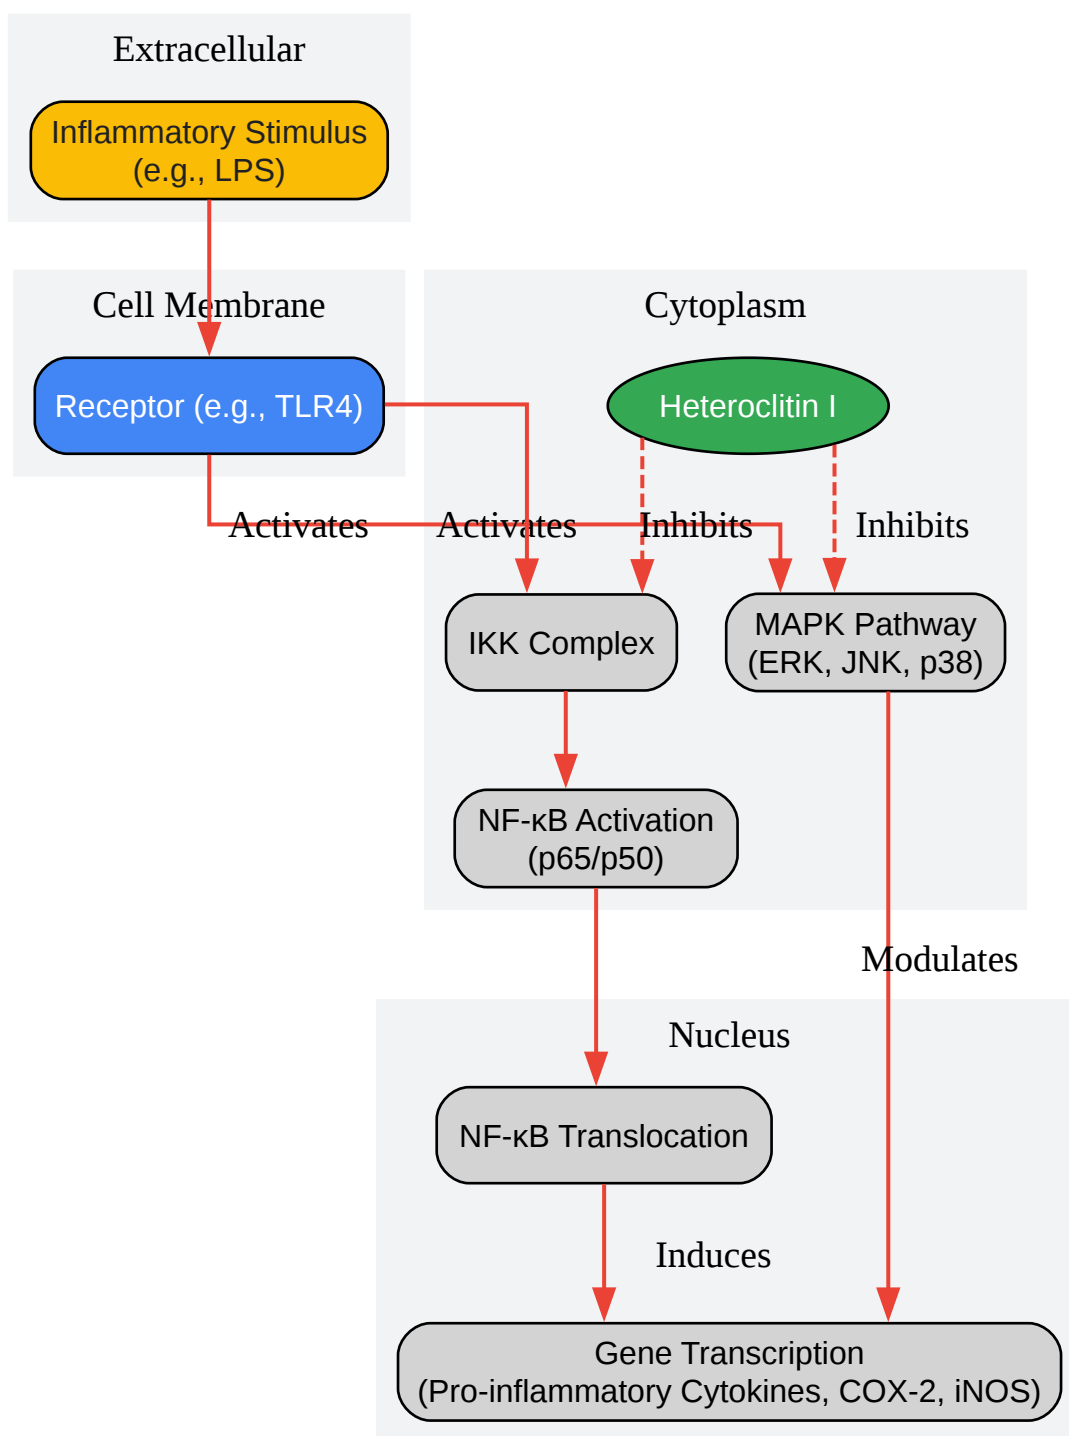 Extracellular
Inflammatory Stimulus
(e.g., LPS)
Cell Membrane
Cytoplasm
Receptor (e.g., TLR4)
Heteroclitin I
Activates
Activates
Inhibits
Inhibits
IKK Complex
MAPK Pathway
(ERK, JNK, p38)
NF-κB Activation
(p65/p50)
Modulates
Nucleus
NF-κB Translocation
Induces
Gene Transcription
(Pro-inflammatory Cytokines, COX-2, iNOS)